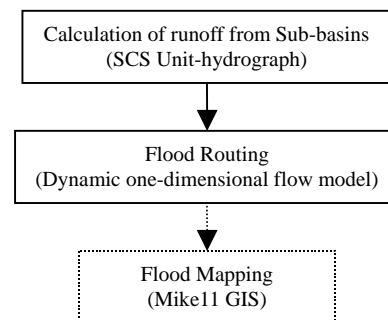 Calculation of runoff from Sub-basins
(SCS Unit-hydrograph)
Flood Routing
(Dynamic one-dimensional flow model)
Flood Mapping
(Mike11 GIS)